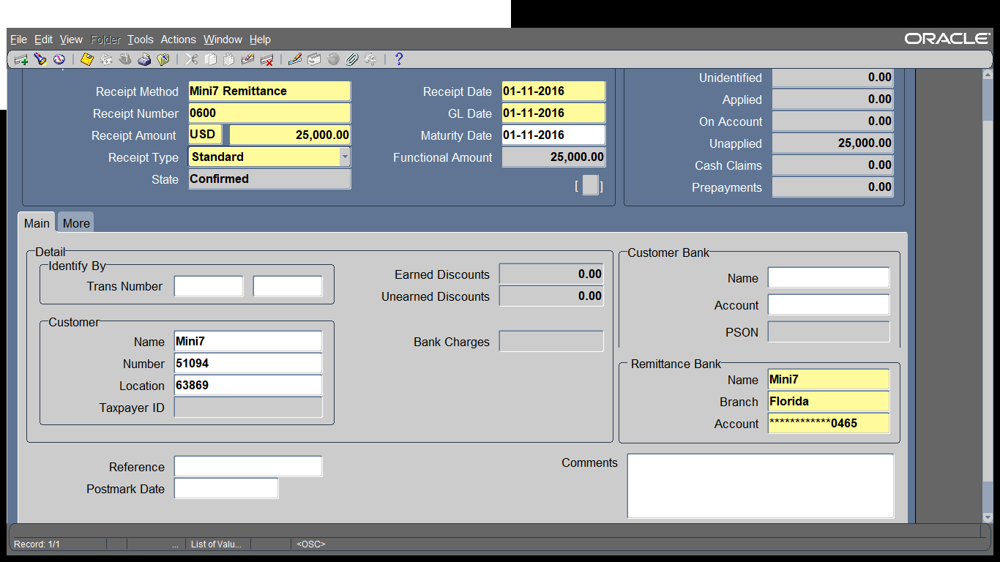 File Edit View Folder Tools Actions Window Help
ORACLE
Receipt Method Mini7 Remittance
Receipt Number 0600
Receipt Amount USD 25,000.00
Receipt Type Standard
State Confirmed
Receipt Date 01-11-2016
GL Date 01-11-2016
Maturity Date 01-11-2016
Functional Amount 25,000.00
[ ]
Unidentified 0.00
Applied 0.00
On Account 0.00
Unapplied 25,000.00
Cash Claims 0.00
Prepayments 0.00
Main More
Detail
Identify By
Trans Number
Customer
Name Mini7
Number 51094
Location 63869
Taxpayer ID
Earned Discounts 0.00
Unearned Discounts 0.00
Bank Charges
Customer Bank
Name
Account
PSON
Remittance Bank
Name Mini7
Branch Florida
Account ************0465
Reference
Postmark Date
Comments
Record: 1/1 ... List of Valu... <OSC>